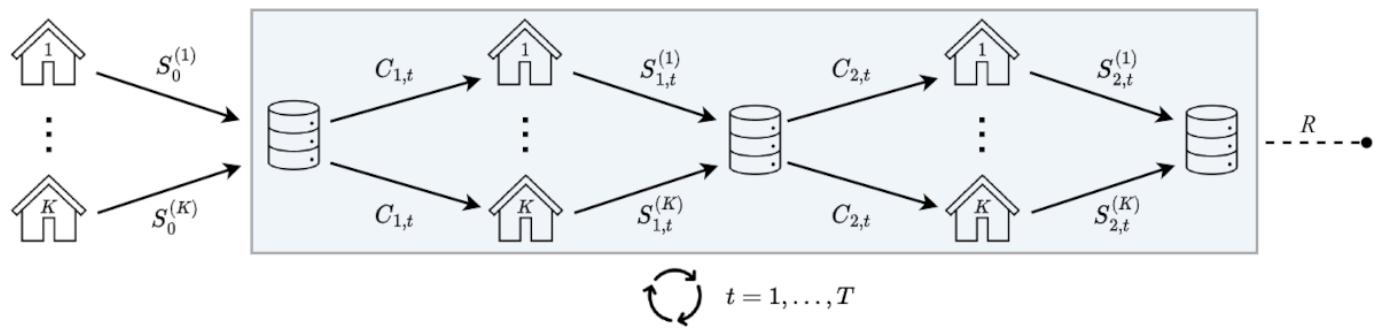 1 $S_0^{(1)}$ $C_{1,t}$ 1 $S_{1,t}^{(1)}$ $C_{2,t}$ 1 $S_{2,t}^{(1)}$
$R$
K $S_0^{(K)}$ $C_{1,t}$ K $S_{1,t}^{(K)}$ $C_{2,t}$ K $S_{2,t}^{(K)}$
$t = 1, \ldots, T$